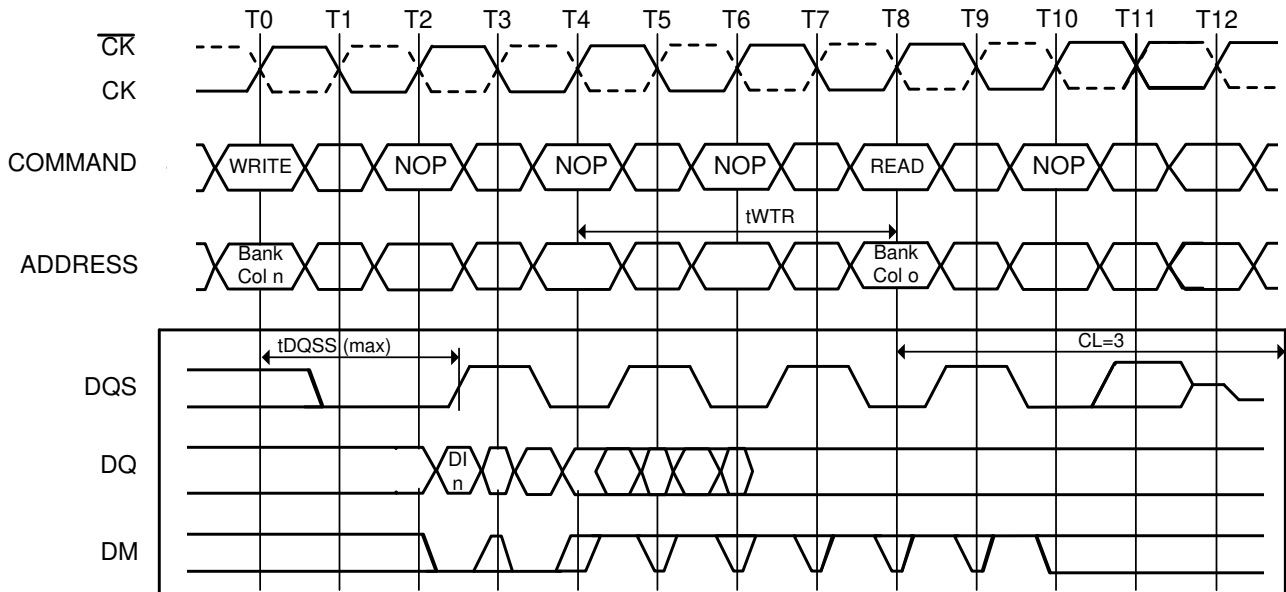 T0 T1 T2 T3 T4 T5 T6 T7 T8 T9 T10 T11 T12
CK
CK
COMMAND WRITE NOP NOP NOP READ NOP
tWTR
ADDRESS Bank Col n Bank Col o
tDQSS (max) CL=3
DQS
DQ DI n
DM